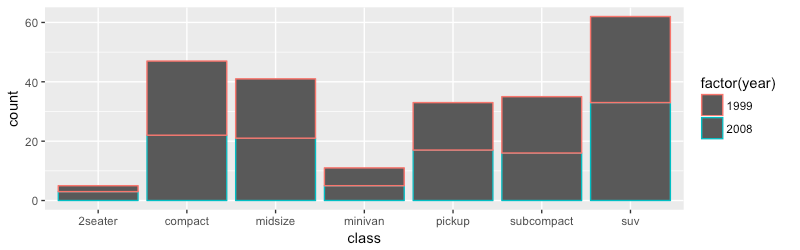 60
40
20
0
count
2seater compact midsize minivan pickup subcompact suv
class
factor(year)
1999
2008